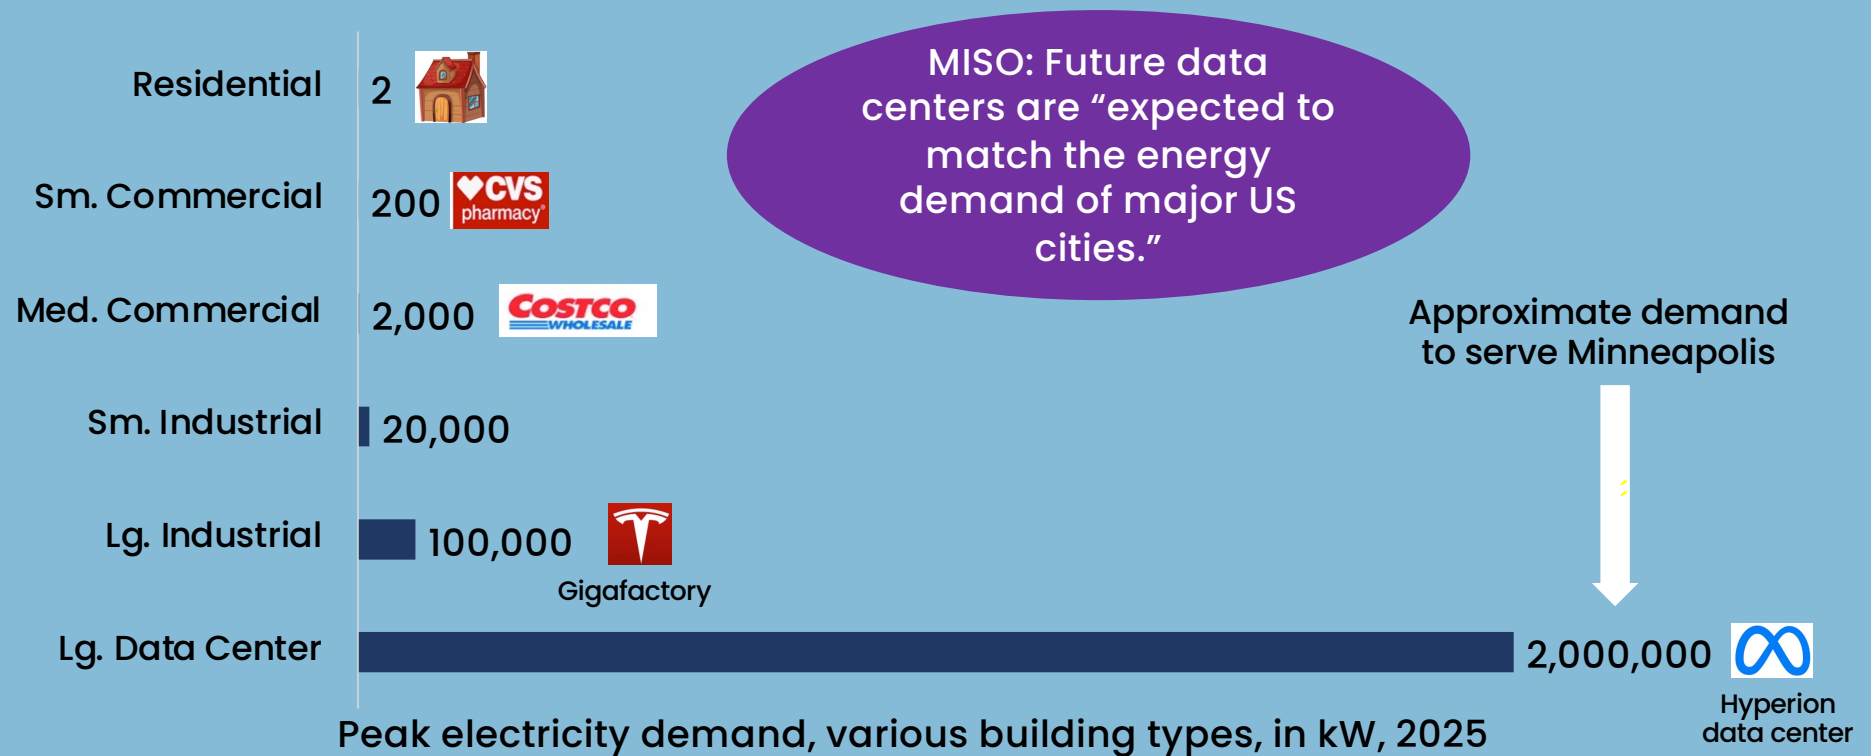 Residential
2
MISO: Future data
centers are “expected to
match the energy
demand of major US
cities.”
Sm. Commercial
200
CVS
pharmacy®
Med. Commercial
2,000
COSTCO
WHOLESALE
Approximate demand
to serve Minneapolis
Sm. Industrial
20,000
Lg. Industrial
100,000
Gigafactory
Lg. Data Center
2,000,000
Hyperion
data center
Peak electricity demand, various building types, in kW, 2025